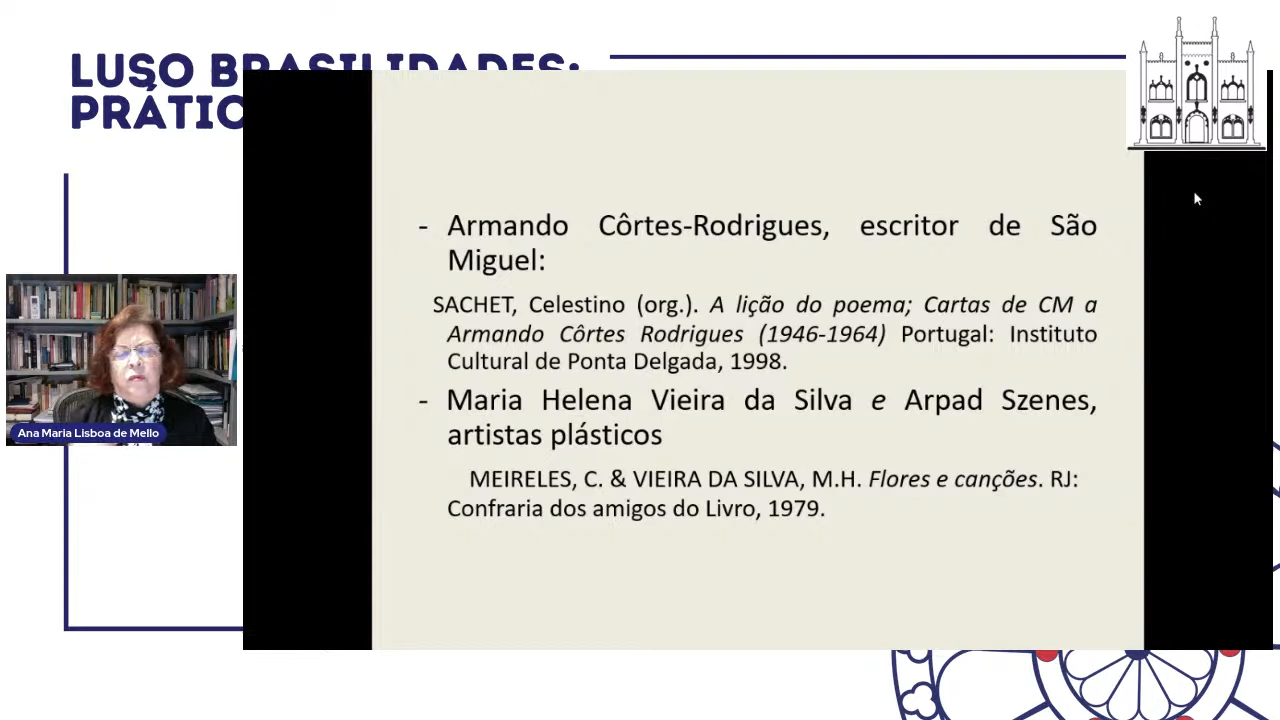 LUSO BRASILIDADES:
- Armando Côrtes-Rodrigues, escritor de São
Miguel:
SACHET, Celestino (org.). A lição do poema; Cartas de CM a
Armando Côrtes Rodrigues (1946-1964) Portugal: Instituto
Cultural de Ponta Delgada, 1998.
- Maria Helena Vieira da Silva e Arpad Szenes,
artistas plásticos
MEIRELES, C. & VIEIRA DA SILVA, M.H. Flores e canções. RJ:
Confraria dos amigos do Livro, 1979.
Ana Maria Lisboa de Mello